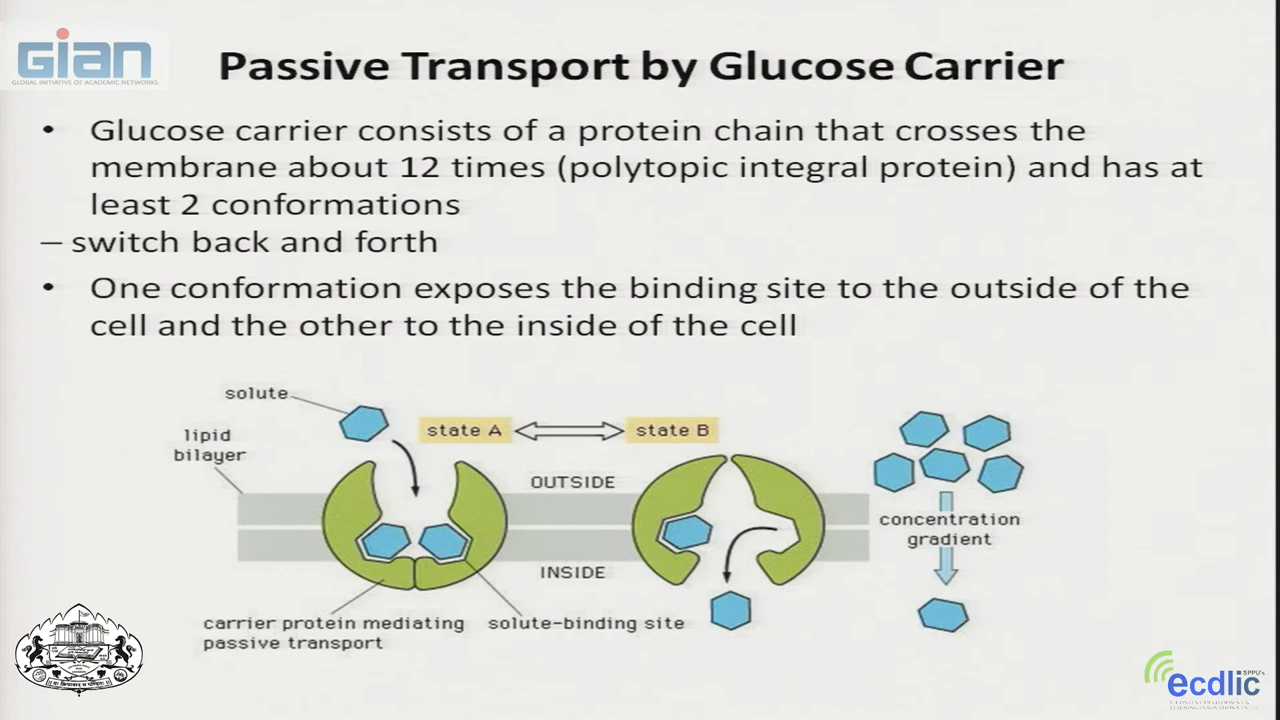 GIAN
GLOBAL INITIATIVE OF ACADEMIC NETWORKS
Passive Transport by Glucose Carrier
• Glucose carrier consists of a protein chain that crosses the
membrane about 12 times (polytopic integral protein) and has at
least 2 conformations
– switch back and forth
• One conformation exposes the binding site to the outside of the
cell and the other to the inside of the cell
solute
lipid
bilayer
state A
state B
OUTSIDE
INSIDE
concentration
gradient
carrier protein mediating
passive transport
solute-binding site
SPPU's
ecdlic